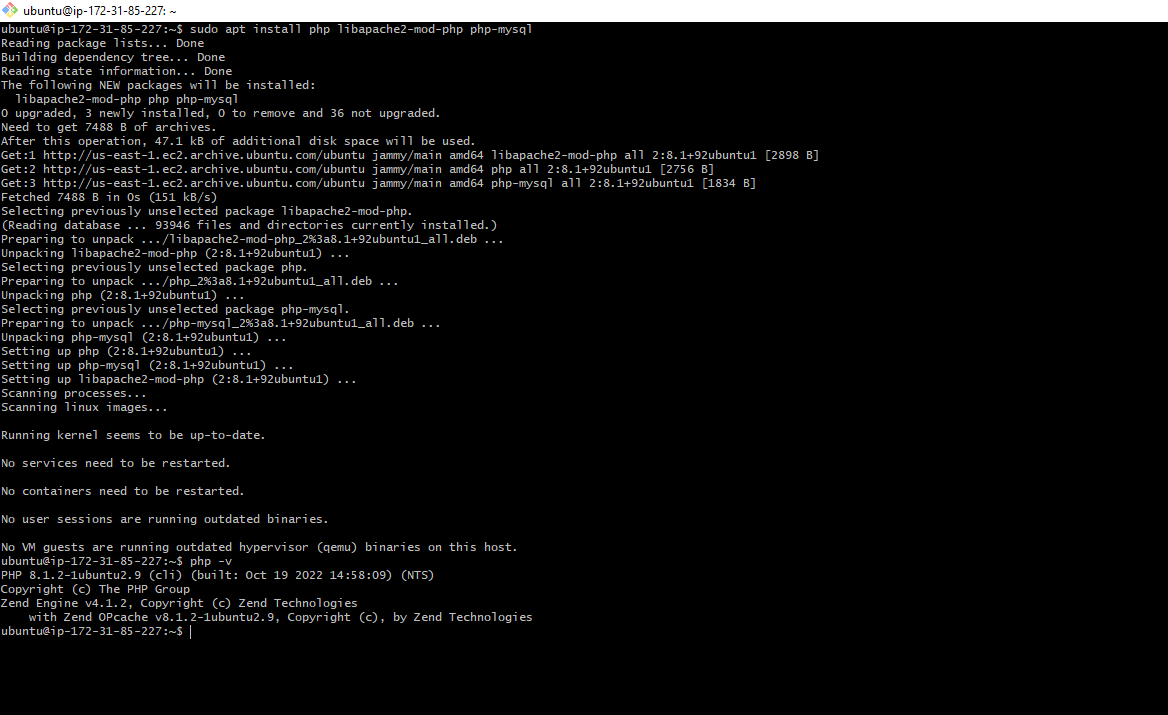 ubuntu@ip-172-31-85-227: ~
ubuntu@ip-172-31-85-227:~$ sudo apt install php libapache2-mod-php php-mysql
Reading package lists... Done
Building dependency tree... Done
Reading state information... Done
The following NEW packages will be installed:
  libapache2-mod-php php php-mysql
0 upgraded, 3 newly installed, 0 to remove and 36 not upgraded.
Need to get 7488 B of archives.
After this operation, 47.1 kB of additional disk space will be used.
Get:1 http://us-east-1.ec2.archive.ubuntu.com/ubuntu jammy/main amd64 libapache2-mod-php all 2:8.1+92ubuntu1 [2898 B]
Get:2 http://us-east-1.ec2.archive.ubuntu.com/ubuntu jammy/main amd64 php all 2:8.1+92ubuntu1 [2756 B]
Get:3 http://us-east-1.ec2.archive.ubuntu.com/ubuntu jammy/main amd64 php-mysql all 2:8.1+92ubuntu1 [1834 B]
Fetched 7488 B in 0s (151 kB/s)
Selecting previously unselected package libapache2-mod-php.
(Reading database ... 93946 files and directories currently installed.)
Preparing to unpack .../libapache2-mod-php_2%3a8.1+92ubuntu1_all.deb ...
Unpacking libapache2-mod-php (2:8.1+92ubuntu1) ...
Selecting previously unselected package php.
Preparing to unpack .../php_2%3a8.1+92ubuntu1_all.deb ...
Unpacking php (2:8.1+92ubuntu1) ...
Selecting previously unselected package php-mysql.
Preparing to unpack .../php-mysql_2%3a8.1+92ubuntu1_all.deb ...
Unpacking php-mysql (2:8.1+92ubuntu1) ...
Setting up php (2:8.1+92ubuntu1) ...
Setting up php-mysql (2:8.1+92ubuntu1) ...
Setting up libapache2-mod-php (2:8.1+92ubuntu1) ...
Scanning processes...
Scanning linux images...
Running kernel seems to be up-to-date.
No services need to be restarted.
No containers need to be restarted.
No user sessions are running outdated binaries.
No VM guests are running outdated hypervisor (qemu) binaries on this host.
ubuntu@ip-172-31-85-227:~$ php -v
PHP 8.1.2-1ubuntu2.9 (cli) (built: Oct 19 2022 14:58:09) (NTS)
Copyright (c) The PHP Group
Zend Engine v4.1.2, Copyright (c) Zend Technologies
    with Zend OPcache v8.1.2-1ubuntu2.9, Copyright (c), by Zend Technologies
ubuntu@ip-172-31-85-227:~$